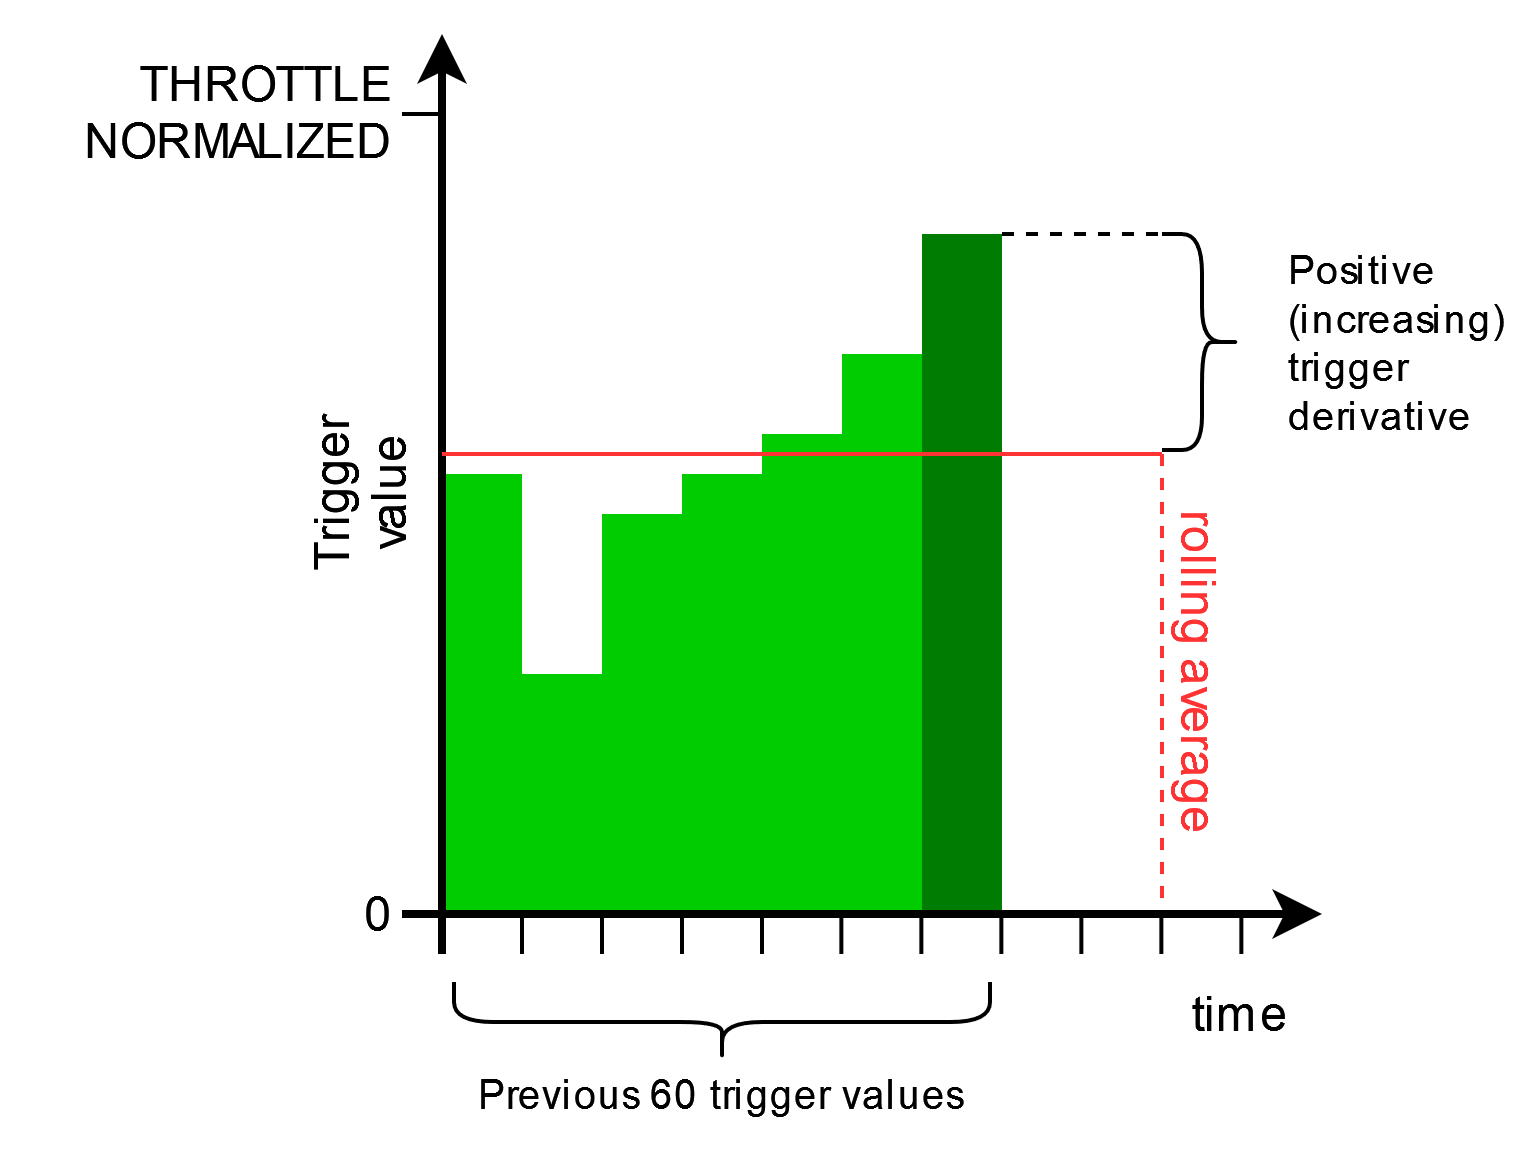 THROTTLE
NORMALIZED
Positive
(increasing)
trigger
derivative
Trigger
value
rolling average
0
time
Previous 60 trigger values